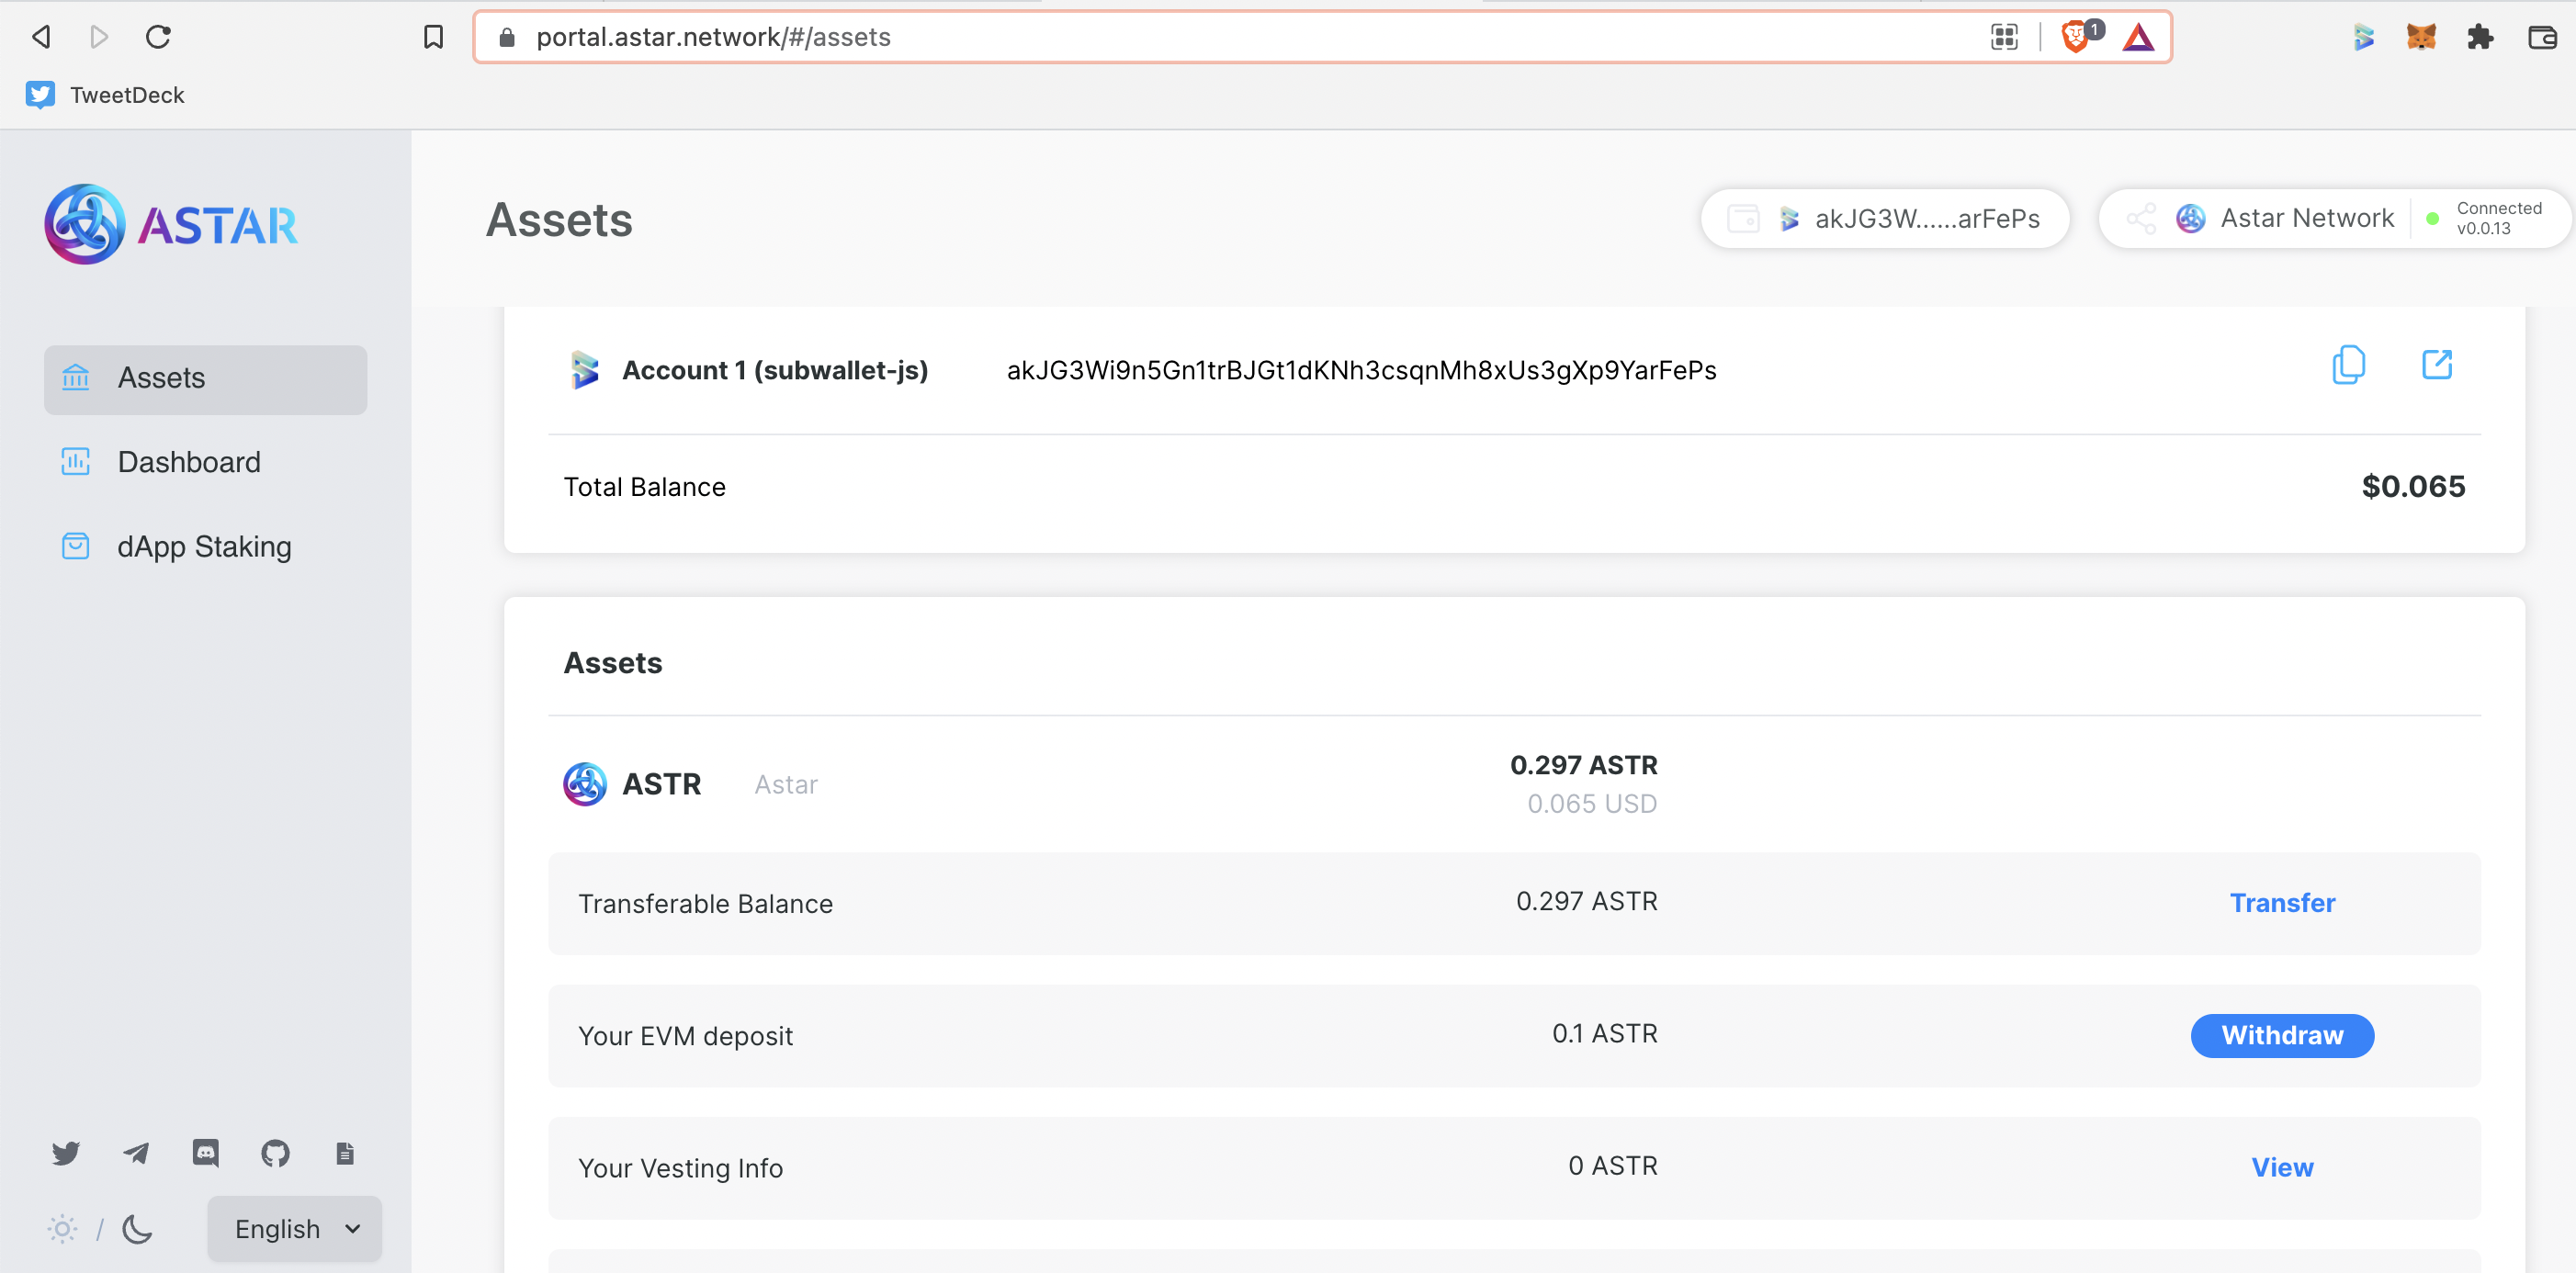 portal.astar.network/#/assets
1
TweetDeck
ASTAR
Assets
akJG3W......arFePs
Astar Network
Connected
v0.0.13
Assets
Dashboard
dApp Staking
Account 1 (subwallet-js)
akJG3Wi9n5Gn1trBJGt1dKNh3csqnMh8xUs3gXp9YarFePs
Total Balance
$0.065
Assets
ASTR
Astar
0.297 ASTR
0.065 USD
Transferable Balance
0.297 ASTR
Transfer
Your EVM deposit
0.1 ASTR
Withdraw
Your Vesting Info
0 ASTR
View
/
English